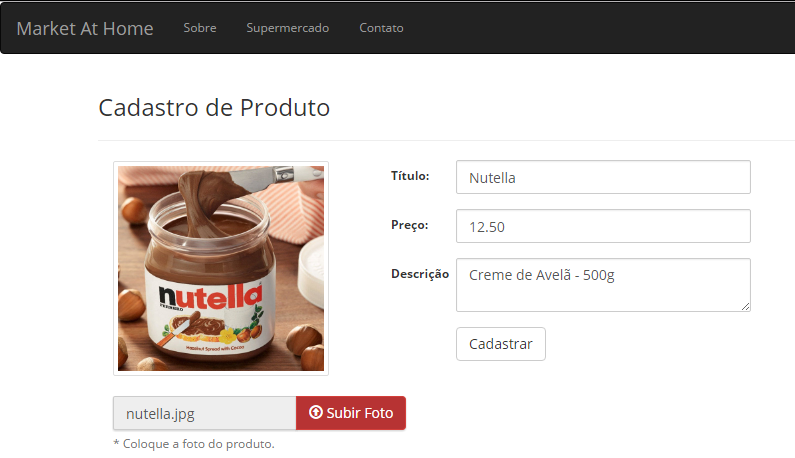 Market At Home Sobre Supermercado Contato
Cadastro de Produto
nutella
FERRERO
Hazelnut Spread with Cocoa
nutella.jpg Subir Foto
* Coloque a foto do produto.
Título: Nutella
Preço: 12.50
Descrição Creme de Avelã - 500g
Cadastrar